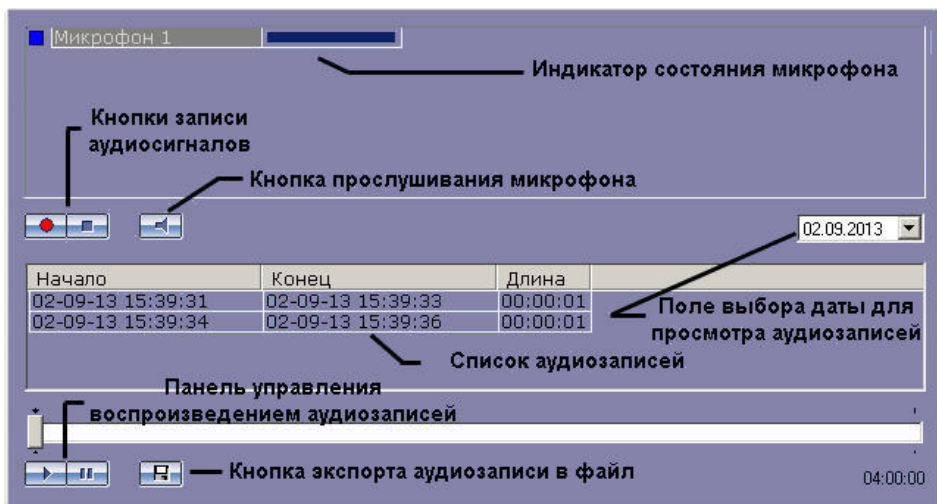 Микрофон 1
Индикатор состояния микрофона
Кнопки записи
аудиосигналов
Кнопка прослушивания микрофона
02.09.2013
Начало Конец Длина
02-09-13 15:39:31 02-09-13 15:39:33 00:00:01
02-09-13 15:39:34 02-09-13 15:39:36 00:00:01
Поле выбора даты для
просмотра аудиозаписей
Список аудиозаписей
Панель управления
воспроизведением аудиозаписей
Кнопка экспорта аудиозаписи в файл
04:00:00